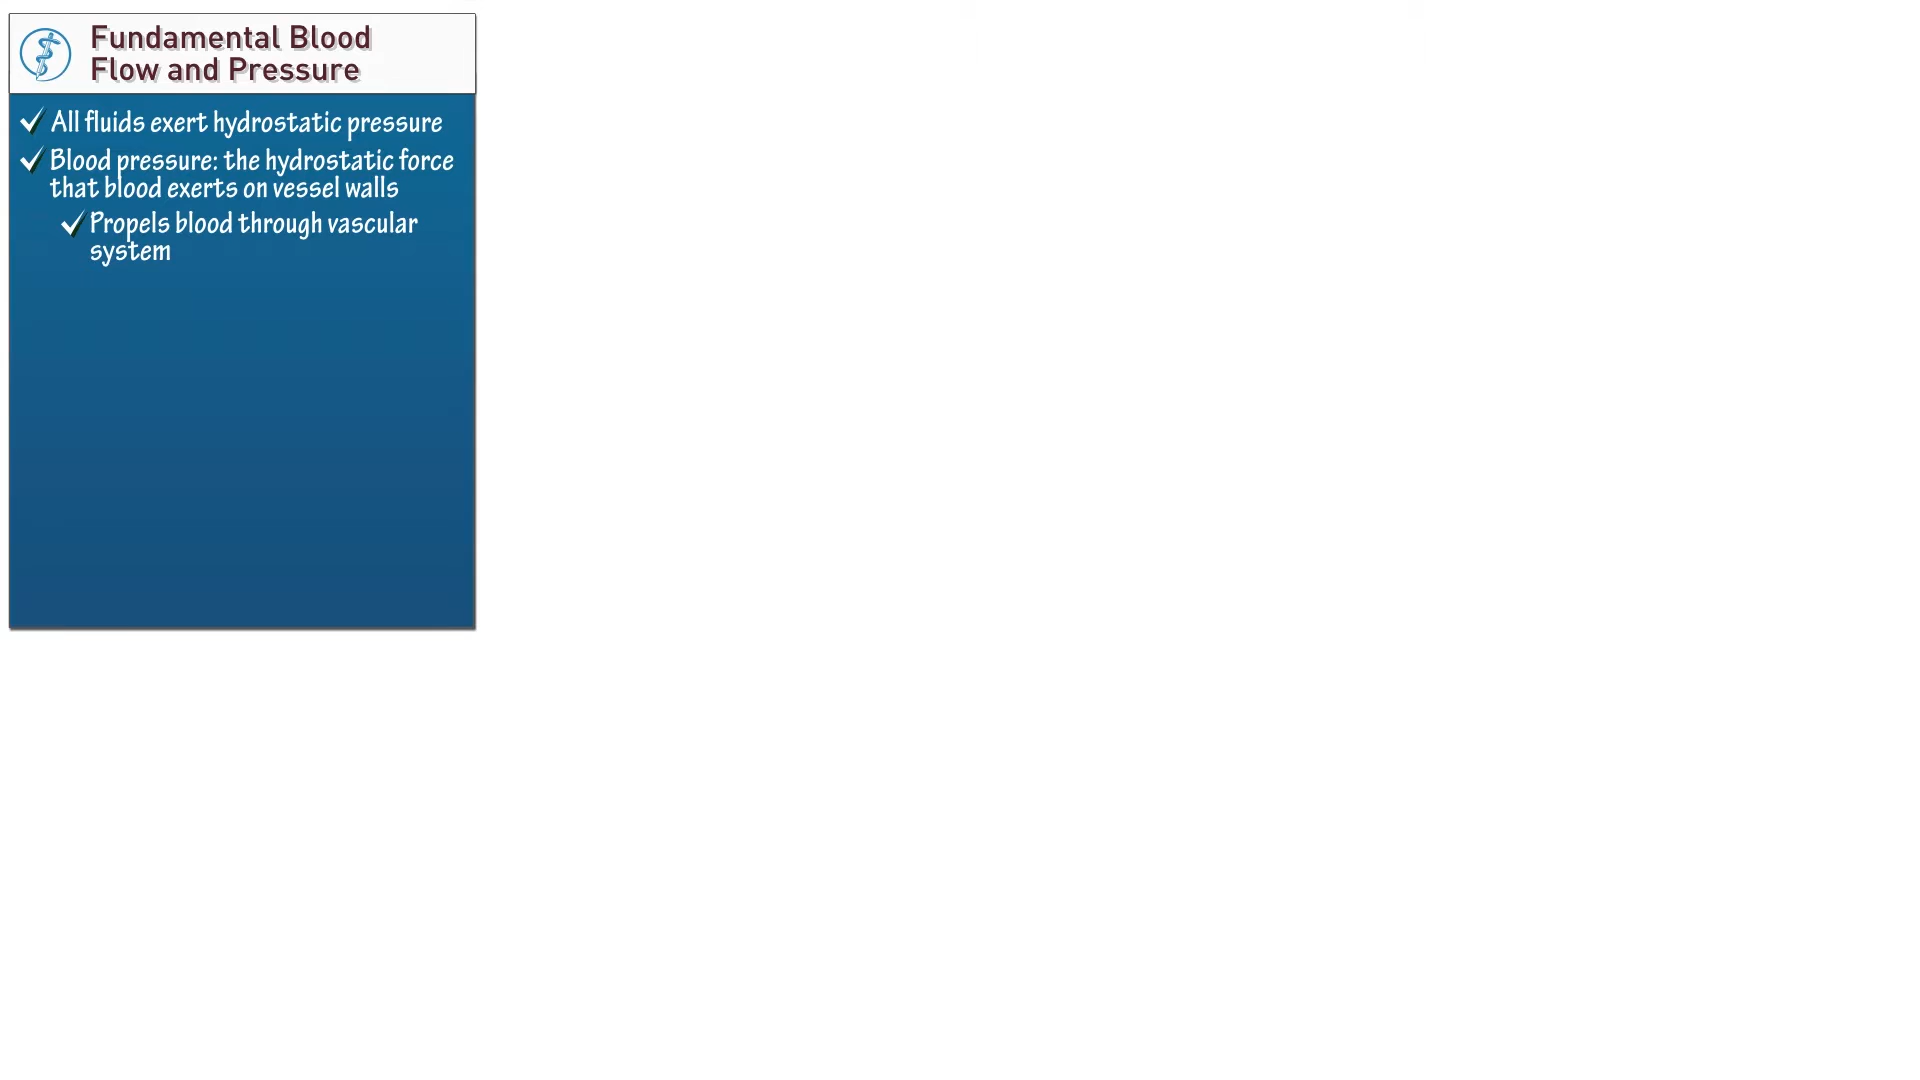 Fundamental Blood
Flow and Pressure
All fluids exert hydrostatic pressure
Blood pressure: the hydrostatic force
that blood exerts on vessel walls
Propels blood through vascular
system